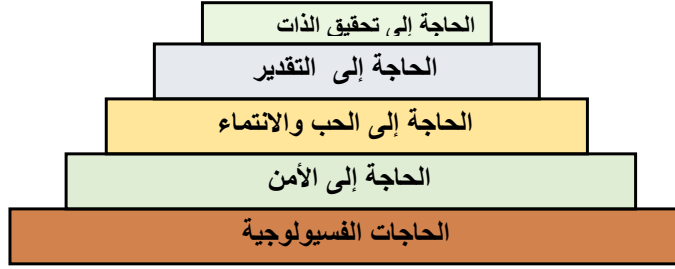 الحاجة إلى تحقيق الذات
الحاجة إلى التقدير
الحاجة إلى الحب والانتماء
الحاجة إلى الأمن
الحاجات الفسيولوجية